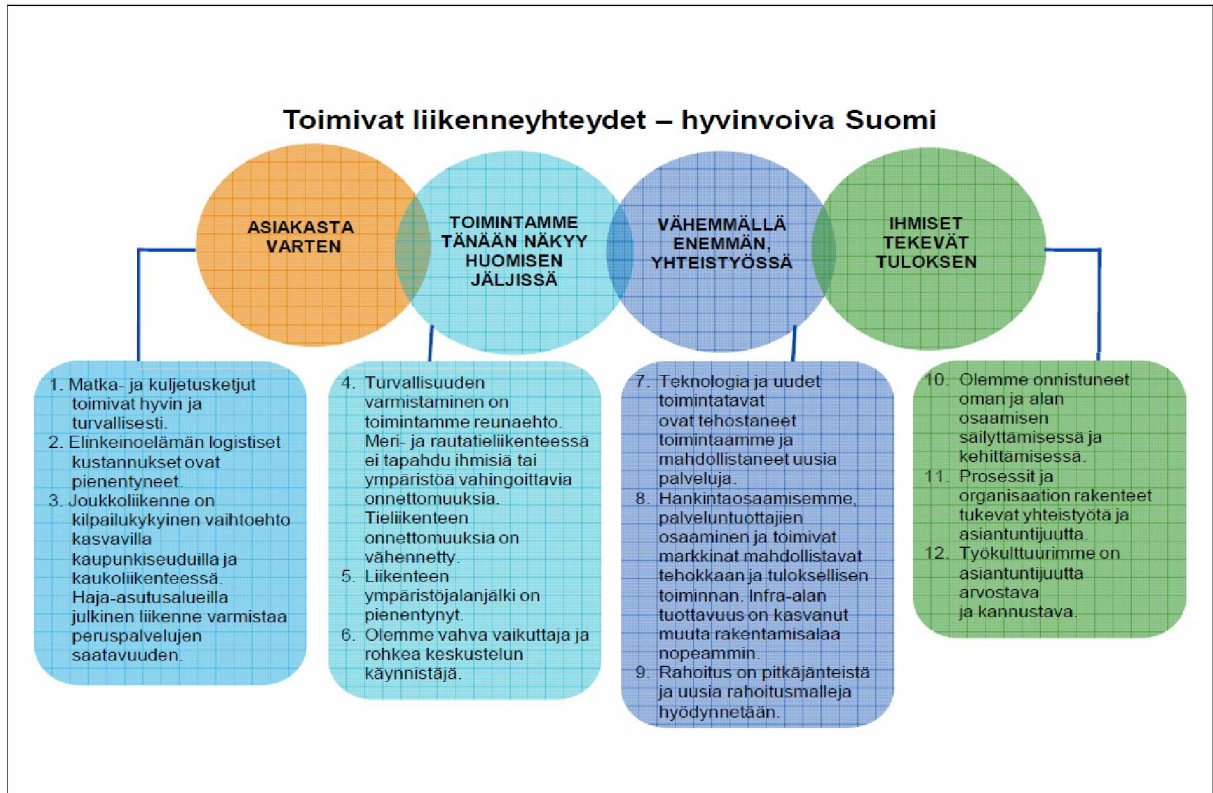 Toimivat liikenneyhteydet – hyvinvoiva Suomi
ASIAKASTA
VARTEN
TOIMINTAMME
TÄNÄÄN NÄKYY
HUOMISEN
JÄLJISSÄ
VÄHEMMÄLLÄ
ENEMMÄN,
YHTEISTYÖSSÄ
IHMISET
TEKEVÄT
TULOKSEN
1. Matka- ja kuljetusketjut
toimivat hyvin ja
turvallisesti.
2. Elinkeinoelämän logistiset
kustannukset ovat
pienentyneet.
3. Joukkoliikenne on
kilpailukykyinen vaihtoehto
kasvavilla
kaupunkiseuduilla ja
kaukoliikenteessä.
Haja-asutusalueilla
julkinen liikenne varmistaa
peruspalvelujen
saatavuuden.
4. Turvallisuuden
varmistaminen on
toimintamme reunaehto.
Meri- ja rautatieliikenteessä
ei tapahdu ihmisiä tai
ympäristöä vahingoittavia
onnettomuuksia.
Tieliikenteen
onnettomuuksia on
vähennetty.
5. Liikenteen
ympäristöjalanjälki on
pienentynyt.
6. Olemme vahva vaikuttaja ja
rohkea keskustelun
käynnistäjä.
7. Teknologia ja uudet
toimintatavat
ovat tehostaneet
toimintaamme ja
mahdollistaneet uusia
palveluja.
8. Hankintaosaamisemme,
palveluntuottajien
osaaminen ja toimivat
markkinat mahdollistavat
tehokkaan ja tuloksellisen
toiminnan. Infra-alan
tuottavuus on kasvanut
muuta rakentamisalaa
nopeammin.
9. Rahoitus on pitkäjänteistä
ja uusia rahoitusmalleja
hyödynnetään.
10. Olemme onnistuneet
oman ja alan
osaamisen
säilyttämisessä ja
kehittämisessä.
11. Prosessit ja
organisaation rakenteet
tukevat yhteistyötä ja
asiantuntijuutta.
12. Työkulttuurimme on
asiantuntijuutta
arvostava
ja kannustava.